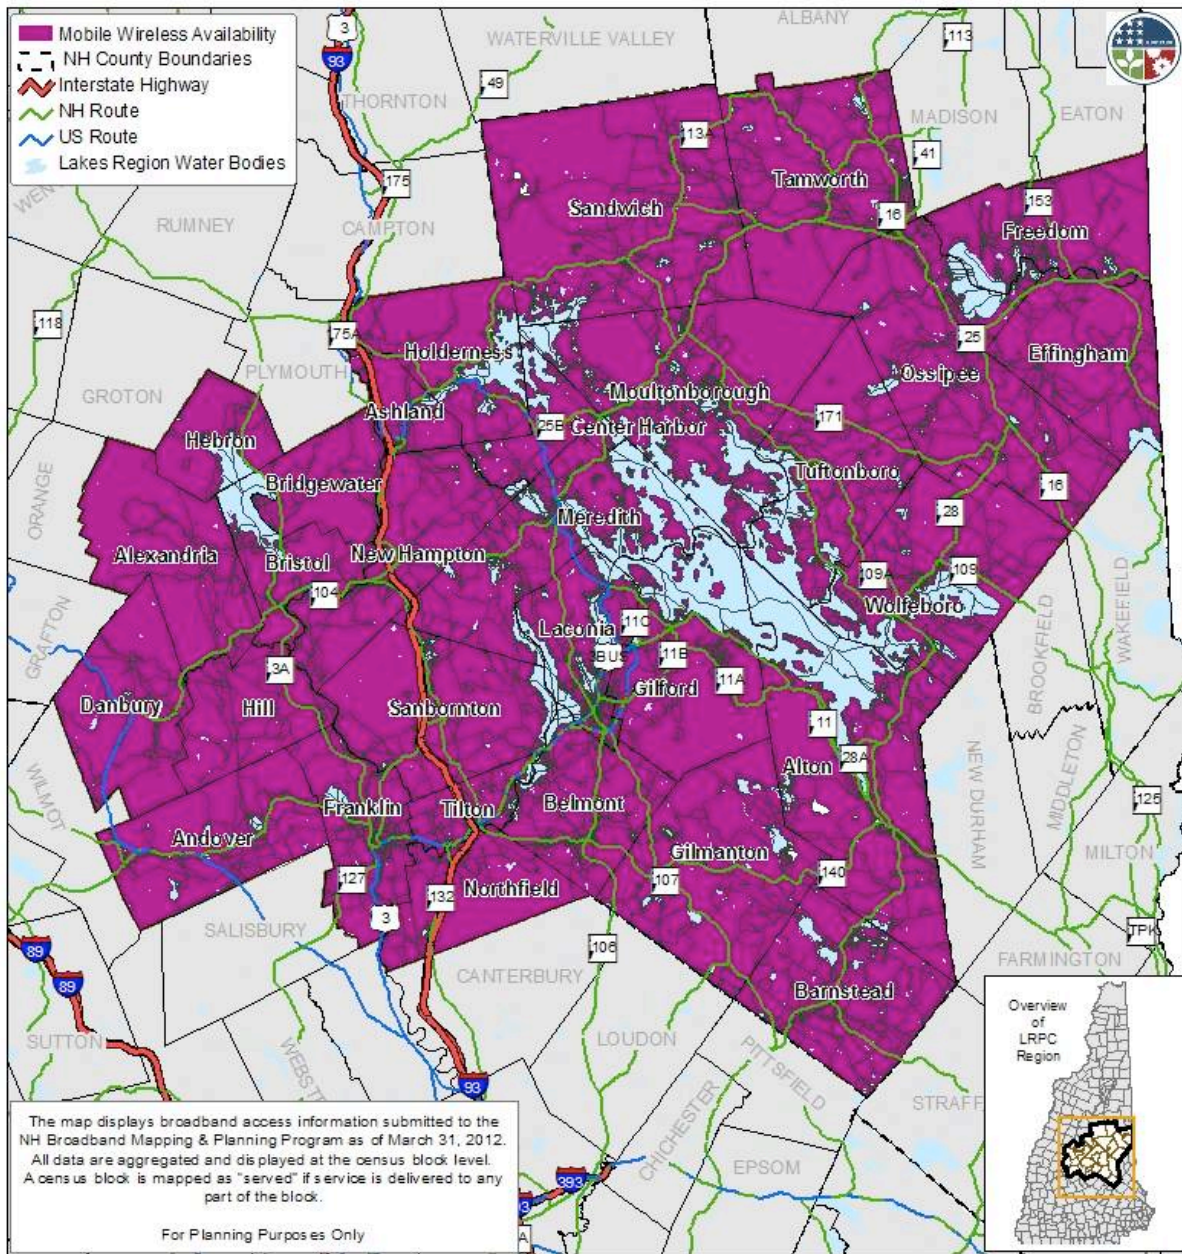 Mobile Wireless Availability
NH County Boundaries
Interstate Highway
NH Route
US Route
Lakes Region Water Bodies
3
93
ALBANY
WATERVILLE VALLEY
113
49
THORNTON
MADISON
EATON
113A
41
175
Tamworth
153
Sandwich
16
Freedom
RUMNEY
CAMPTON
118
175A
25
Holderness
Effingham
PLYMOUTH
Ossipee
GROTON
Moultonborough
Ashland
171
25B
Center Harbor
Hebron
Tuftonboro
Bridgewater
16
ORANGE
28
Meredith
Alexandria
New Hampton
Bristol
109
109A
104
Wolfeboro
WAKEFIELD
GRAFTON
11C
Laconia
BROOKFIELD
3BUS
11B
3A
11A
Gilford
Danbury
Hill
Sanbornton
11
28A
Alton
WILMOT
NEW DURHAM
MIDDLETON
125
Franklin
Tilton
Belmont
Andover
Gilmanton
MILTON
127
107
140
132
Northfield
3
SALISBURY
TPK
89
106
FARMINGTON
89
CANTERBURY
Barnstead
SUTTON
LOUDON
PITTSFIELD
93
CHICHESTER
STRAFF
EPSOM
393
Overview
of
LRPC
Region
The map displays broadband access information submitted to the
NH Broadband Mapping & Planning Program as of March 31, 2012.
All data are aggregated and displayed at the census block level.
A census block is mapped as "served" if service is delivered to any
part of the block.
For Planning Purposes Only